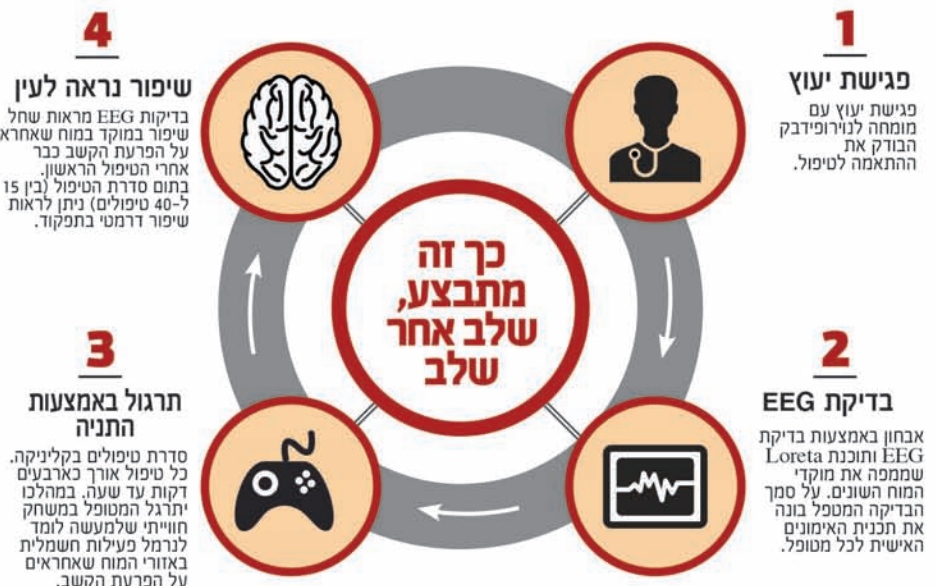 כך זה
מתבצע,
שלב אחר
שלב
1
פגישת יעוץ
פגישת יעוץ עם
מומחה לנוירופידבק
הבודק את
ההתאמה לטיפול.
2
בדיקת EEG
אבחון באמצעות בדיקת
EEG ותוכנת Loreta
שממפה את מוקדי
המוח השונים. על סמך
הבדיקה המטפל בונה
את תכנית האימונים
האישית לכל מטופל.
3
תרגול באמצעות
התניה
סדרת טיפולים בקליניקה.
כל טיפול אורך כארבעים
דקות עד שעה. במהלכו
יתרגל המטופל במשחק
חווייתי שלמעשה לומד
לנרמל פעילות חשמלית
באזורי המוח שאחראים
על הפרעת הקשב.
4
שיפור נראה לעין
בדיקות EEG מראות שחל
שיפור במוקד במוח שאחרא
על הפרעת הקשב כבר
אחרי הטיפול הראשון.
בתום סדרת הטיפול (בין 15
ל-40 טיפולים) ניתן לראות
שיפור דרמטי בתפקוד.